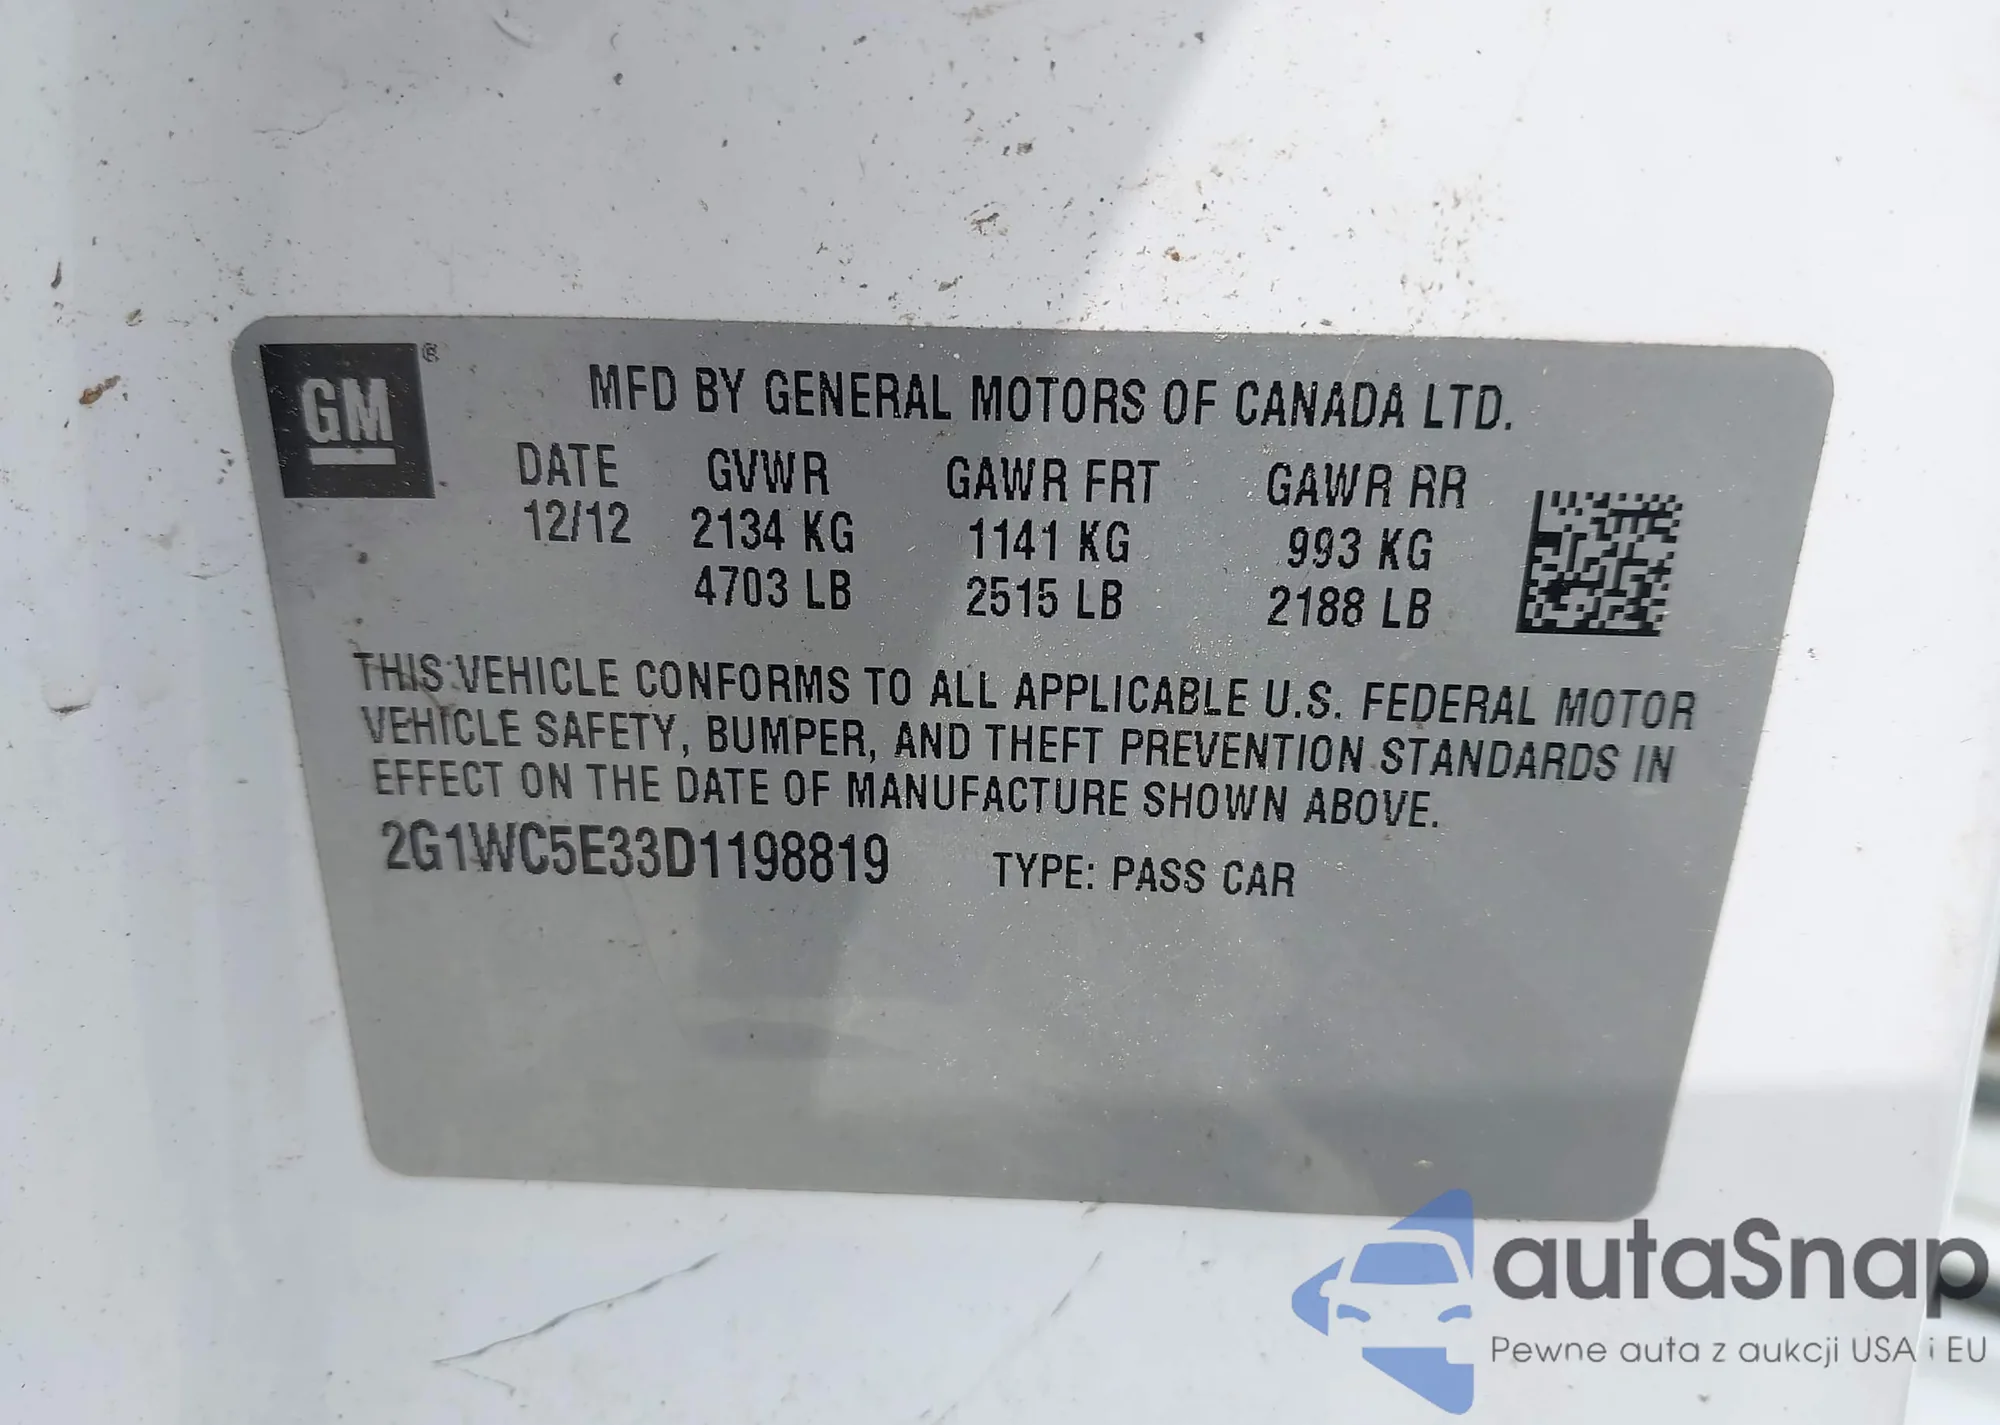 GM ®
MFD BY GENERAL MOTORS OF CANADA LTD.
DATE GVWR GAWR FRT GAWR RR
12/12 2134 KG 1141 KG 993 KG
4703 LB 2515 LB 2188 LB
THIS VEHICLE CONFORMS TO ALL APPLICABLE U.S. FEDERAL MOTOR
VEHICLE SAFETY, BUMPER, AND THEFT PREVENTION STANDARDS IN
EFFECT ON THE DATE OF MANUFACTURE SHOWN ABOVE.
2G1WC5E33D1198819 TYPE: PASS CAR
autaSnap
Pewne auta z aukcji USA i EU